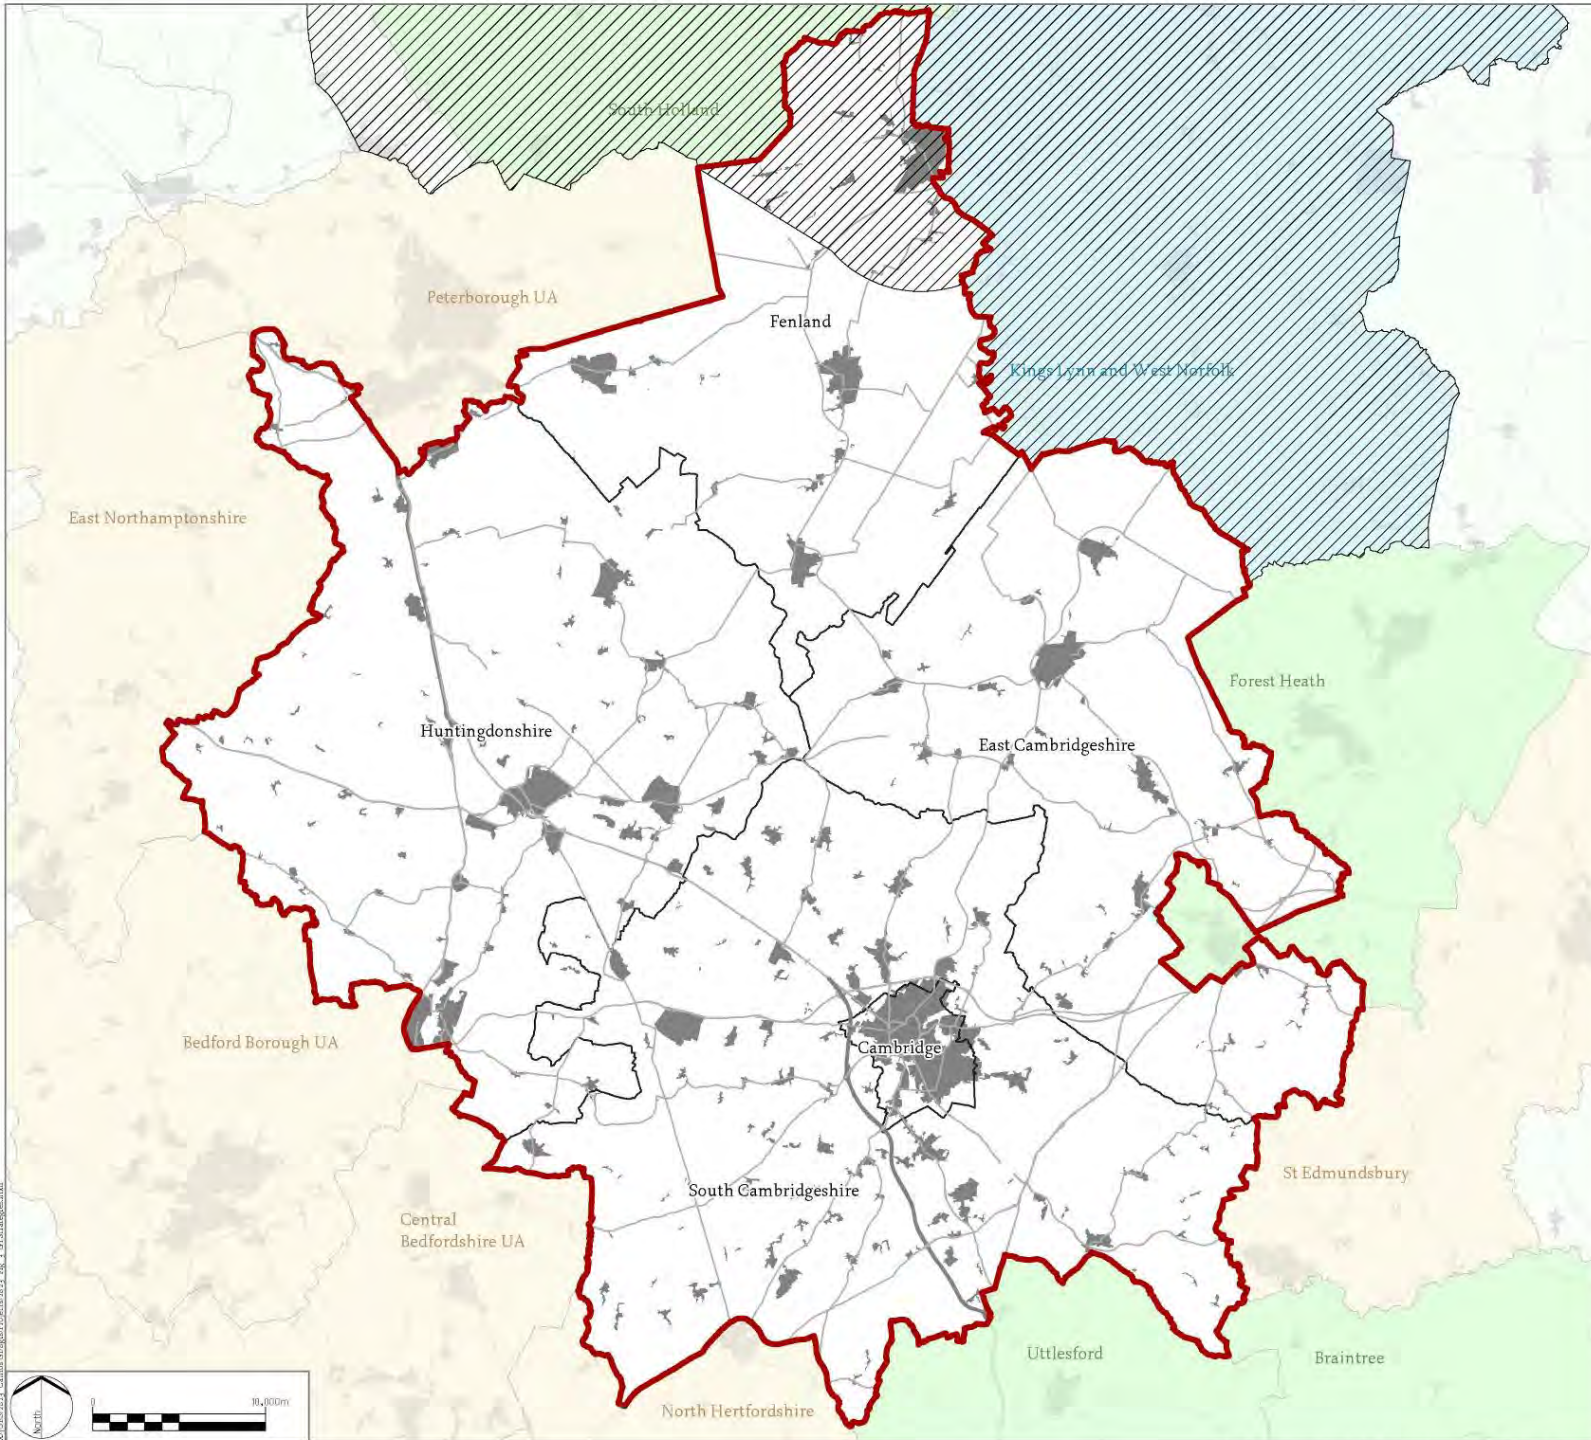 South Holland
Peterborough UA
Fenland
Kings Lynn and West Norfolk
East Northamptonshire
Forest Heath
Huntingdonshire
East Cambridgeshire
Bedford Borough UA
Cambridge
St Edmundsbury
South Cambridgeshire
Central
Bedfordshire UA
Uttlesford
Braintree
North Hertfordshire
North
0
10,000m